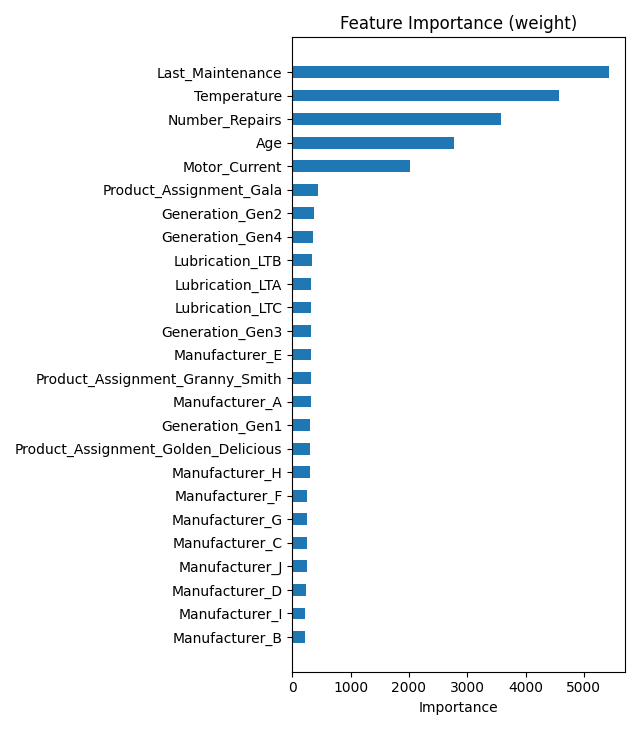 Feature Importance (weight)
Last_Maintenance
Temperature
Number_Repairs
Age
Motor_Current
Product_Assignment_Gala
Generation_Gen2
Generation_Gen4
Lubrication_LTB
Lubrication_LTA
Lubrication_LTC
Generation_Gen3
Manufacturer_E
Product_Assignment_Granny_Smith
Manufacturer_A
Generation_Gen1
Product_Assignment_Golden_Delicious
Manufacturer_H
Manufacturer_F
Manufacturer_G
Manufacturer_C
Manufacturer_J
Manufacturer_D
Manufacturer_I
Manufacturer_B
0 1000 2000 3000 4000 5000
Importance